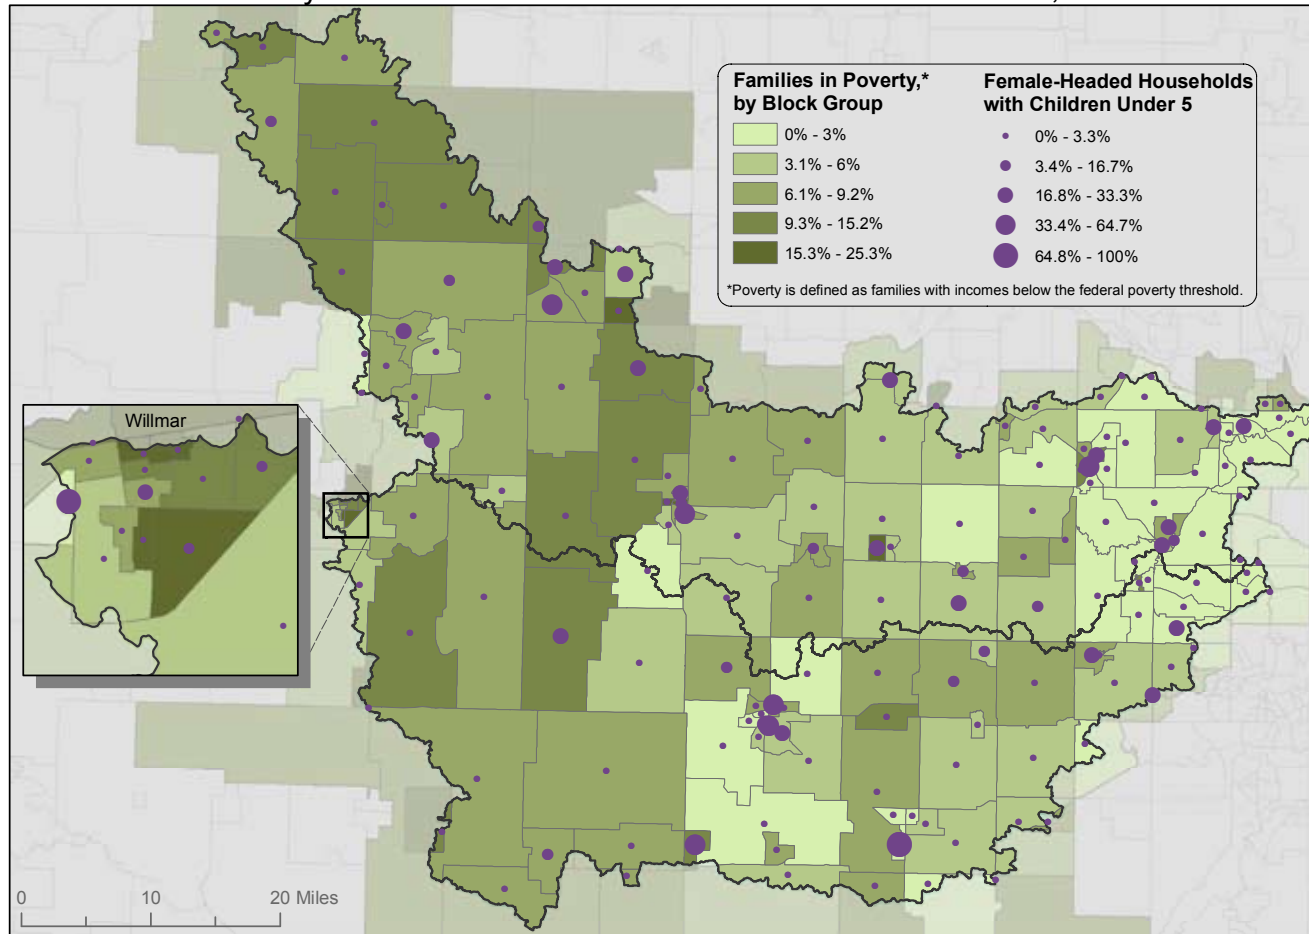 Families in Poverty,*
by Block Group
0% - 3%
3.1% - 6%
6.1% - 9.2%
9.3% - 15.2%
15.3% - 25.3%
Female-Headed Households
with Children Under 5
0% - 3.3%
3.4% - 16.7%
16.8% - 33.3%
33.4% - 64.7%
64.8% - 100%
*Poverty is defined as families with incomes below the federal poverty threshold.
Willmar
0 10 20 Miles